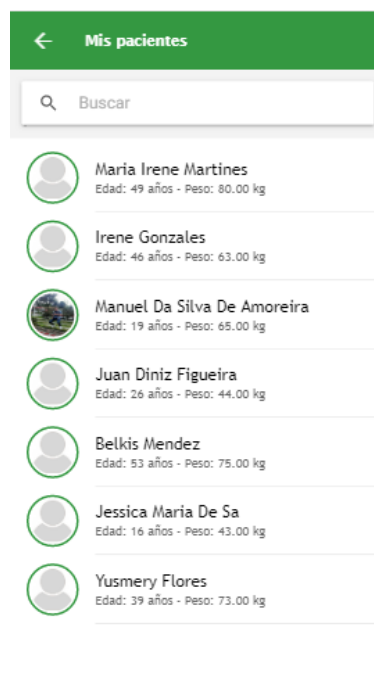 Mis pacientes
Buscar
Maria Irene Martines
Edad: 49 años - Peso: 80.00 kg
Irene Gonzales
Edad: 46 años - Peso: 63.00 kg
Manuel Da Silva De Amoreira
Edad: 19 años - Peso: 65.00 kg
Juan Diniz Figueira
Edad: 26 años - Peso: 44.00 kg
Belkis Mendez
Edad: 53 años - Peso: 75.00 kg
Jessica Maria De Sa
Edad: 16 años - Peso: 43.00 kg
Yusmery Flores
Edad: 39 años - Peso: 73.00 kg